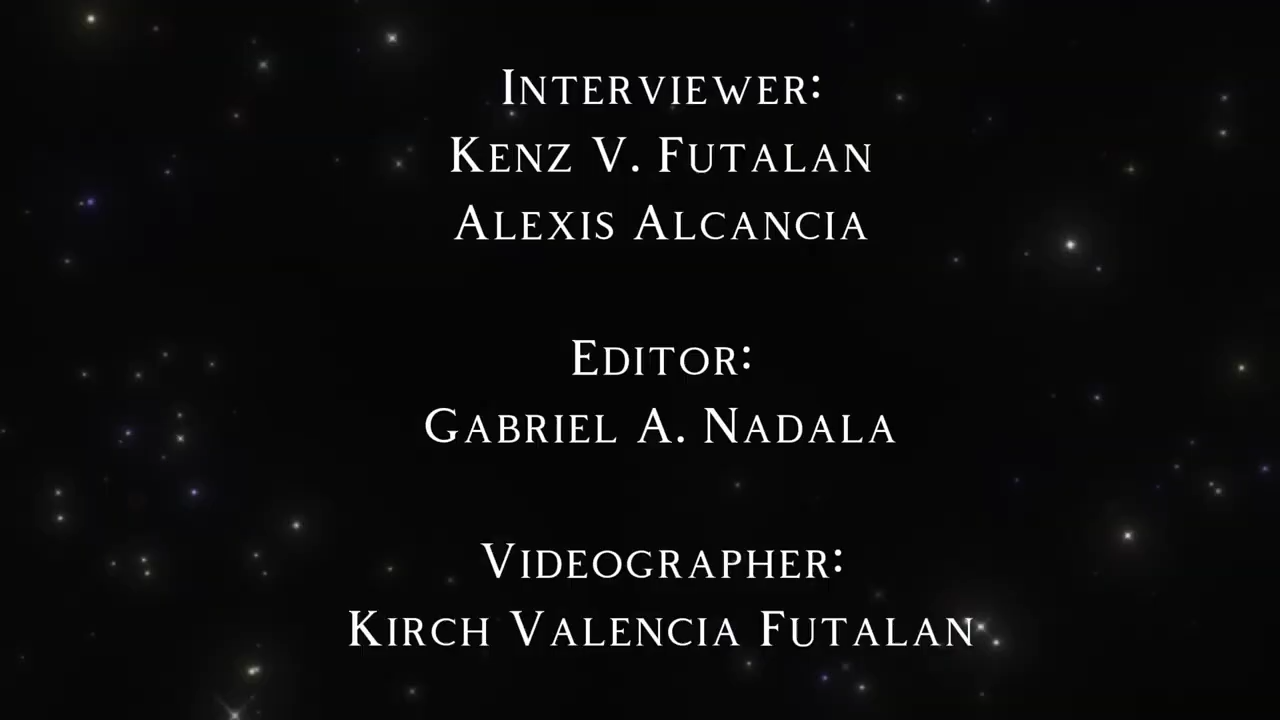 Interviewer:
Kenz V. Futalan
Alexis Alcancia
Editor:
Gabriel A. Nadala
Videographer:
Kirch Valencia Futalan